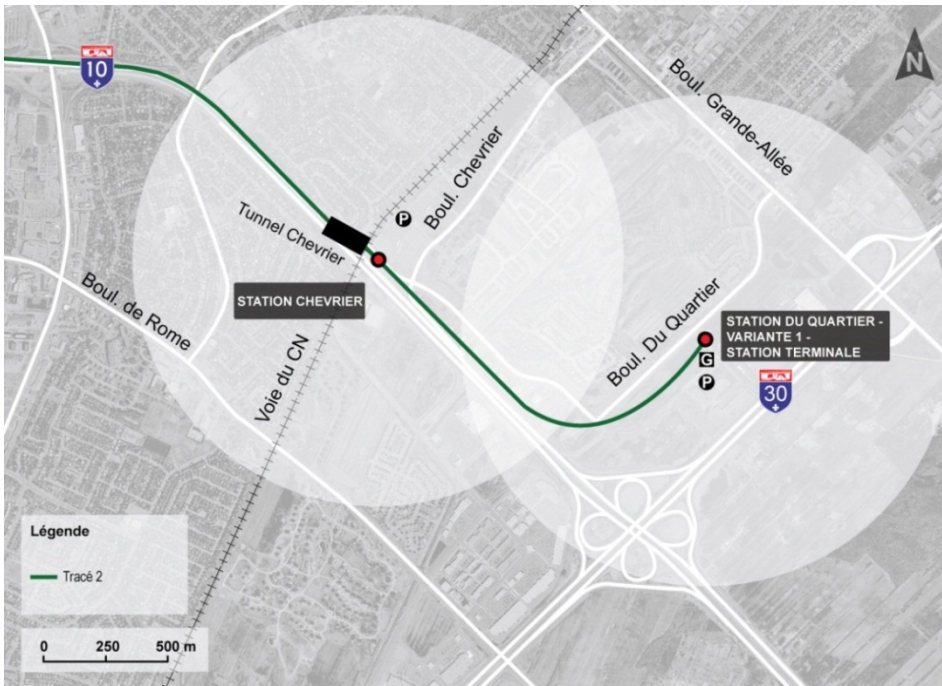 10
N
Boul. Grande-Allée
Boul. Chevrier
P
Tunnel Chevrier
STATION CHEVRIER
Boul. de Rome
Voie du CN
Boul. Du Quartier
STATION DU QUARTIER -
VARIANTE 1 -
STATION TERMINALE
G
P
30
Légende
Tracé 2
0 250 500 m